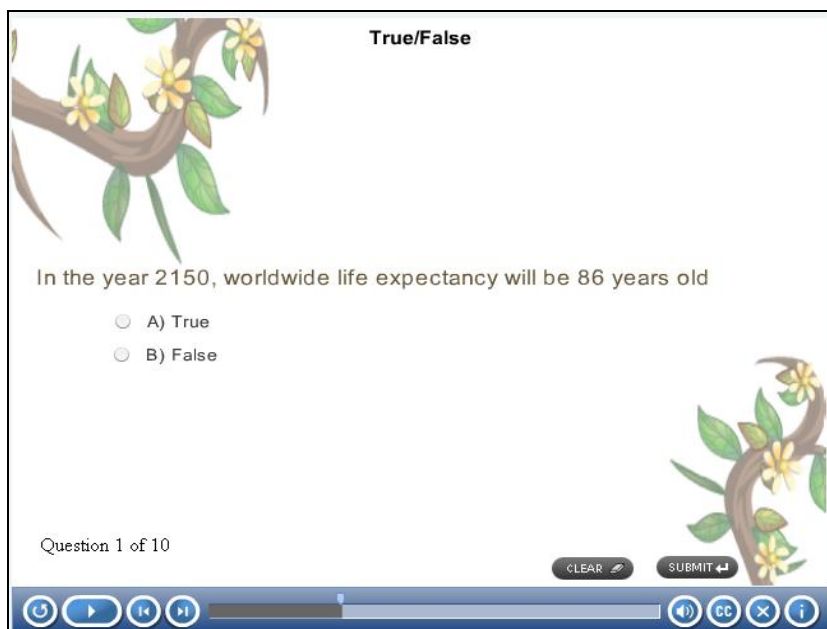 True/False
In the year 2150, worldwide life expectancy will be 86 years old
A) True
B) False
Question 1 of 10
CLEAR
SUBMIT
CC
i